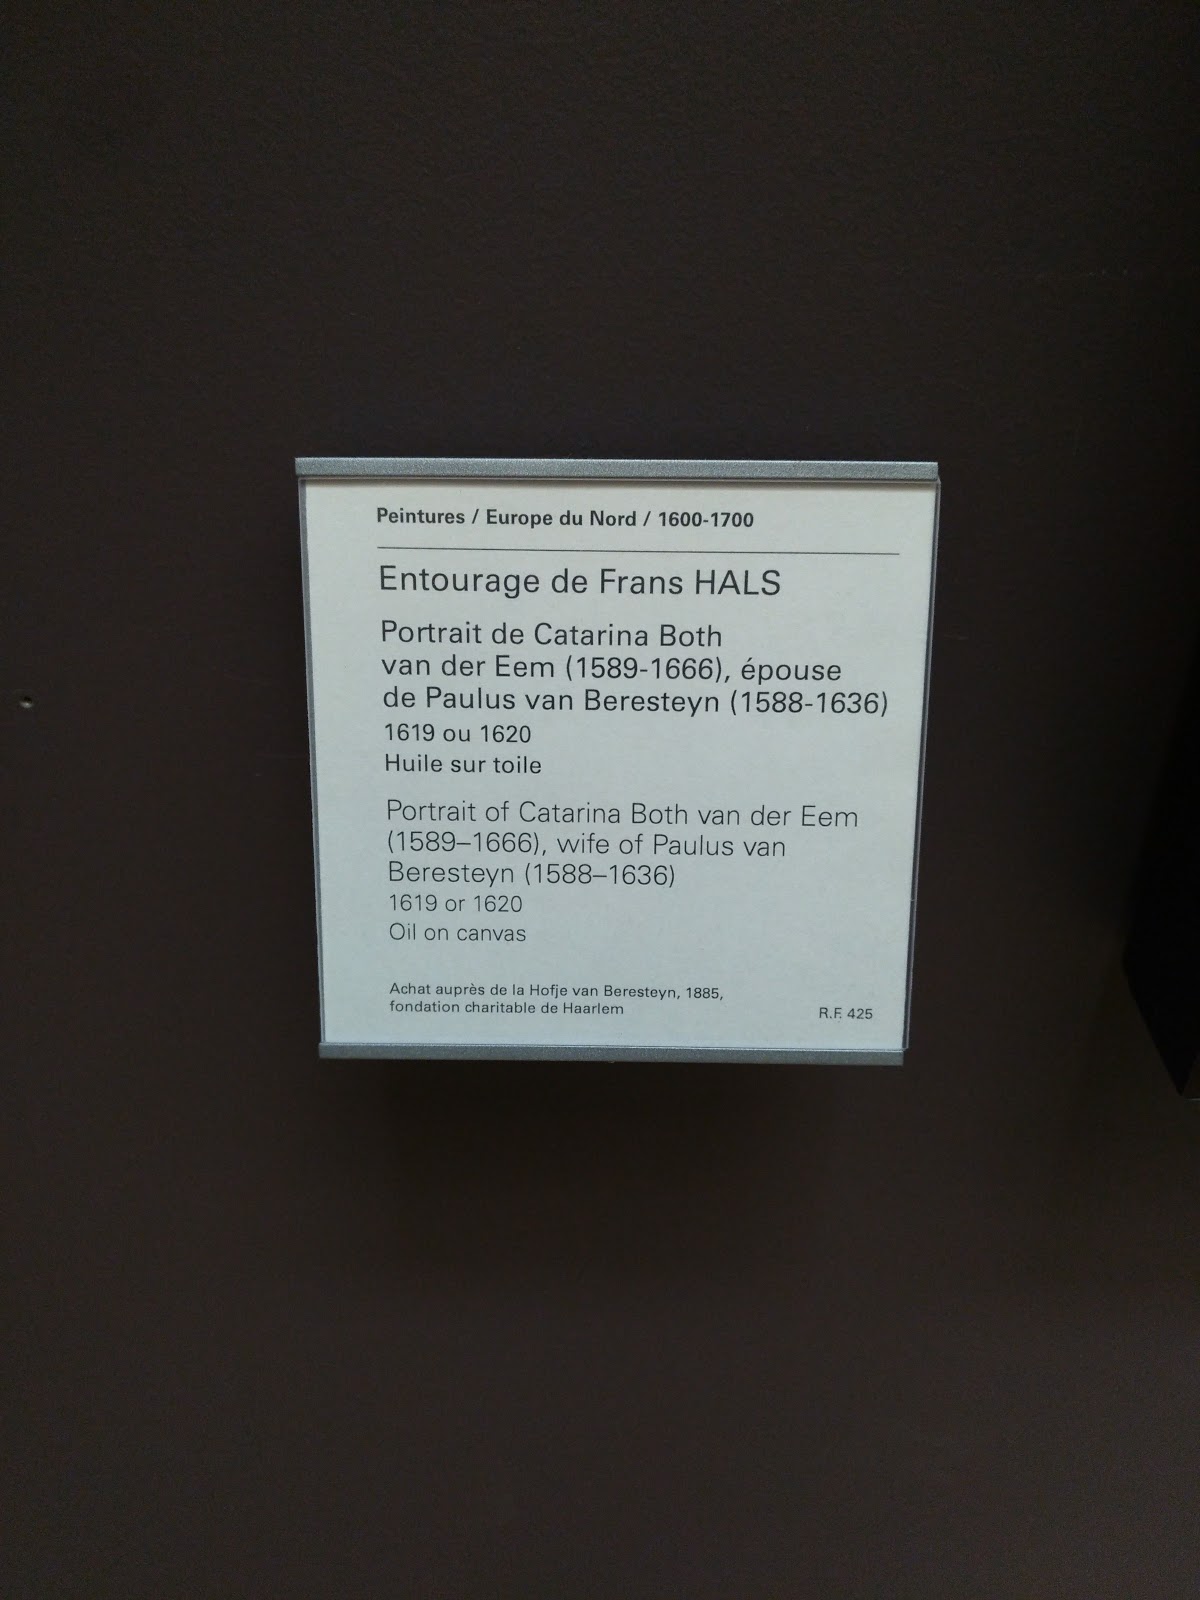 Peintures / Europe du Nord / 1600-1700
Entourage de Frans HALS
Portrait de Catarina Both
van der Eem (1589-1666), épouse
de Paulus van Beresteyn (1588-1636)
1619 ou 1620
Huile sur toile
Portrait of Catarina Both van der Eem
(1589–1666), wife of Paulus van
Beresteyn (1588–1636)
1619 or 1620
Oil on canvas
Achat auprès de la Hofje van Beresteyn, 1885,
fondation charitable de Haarlem
R.F. 425